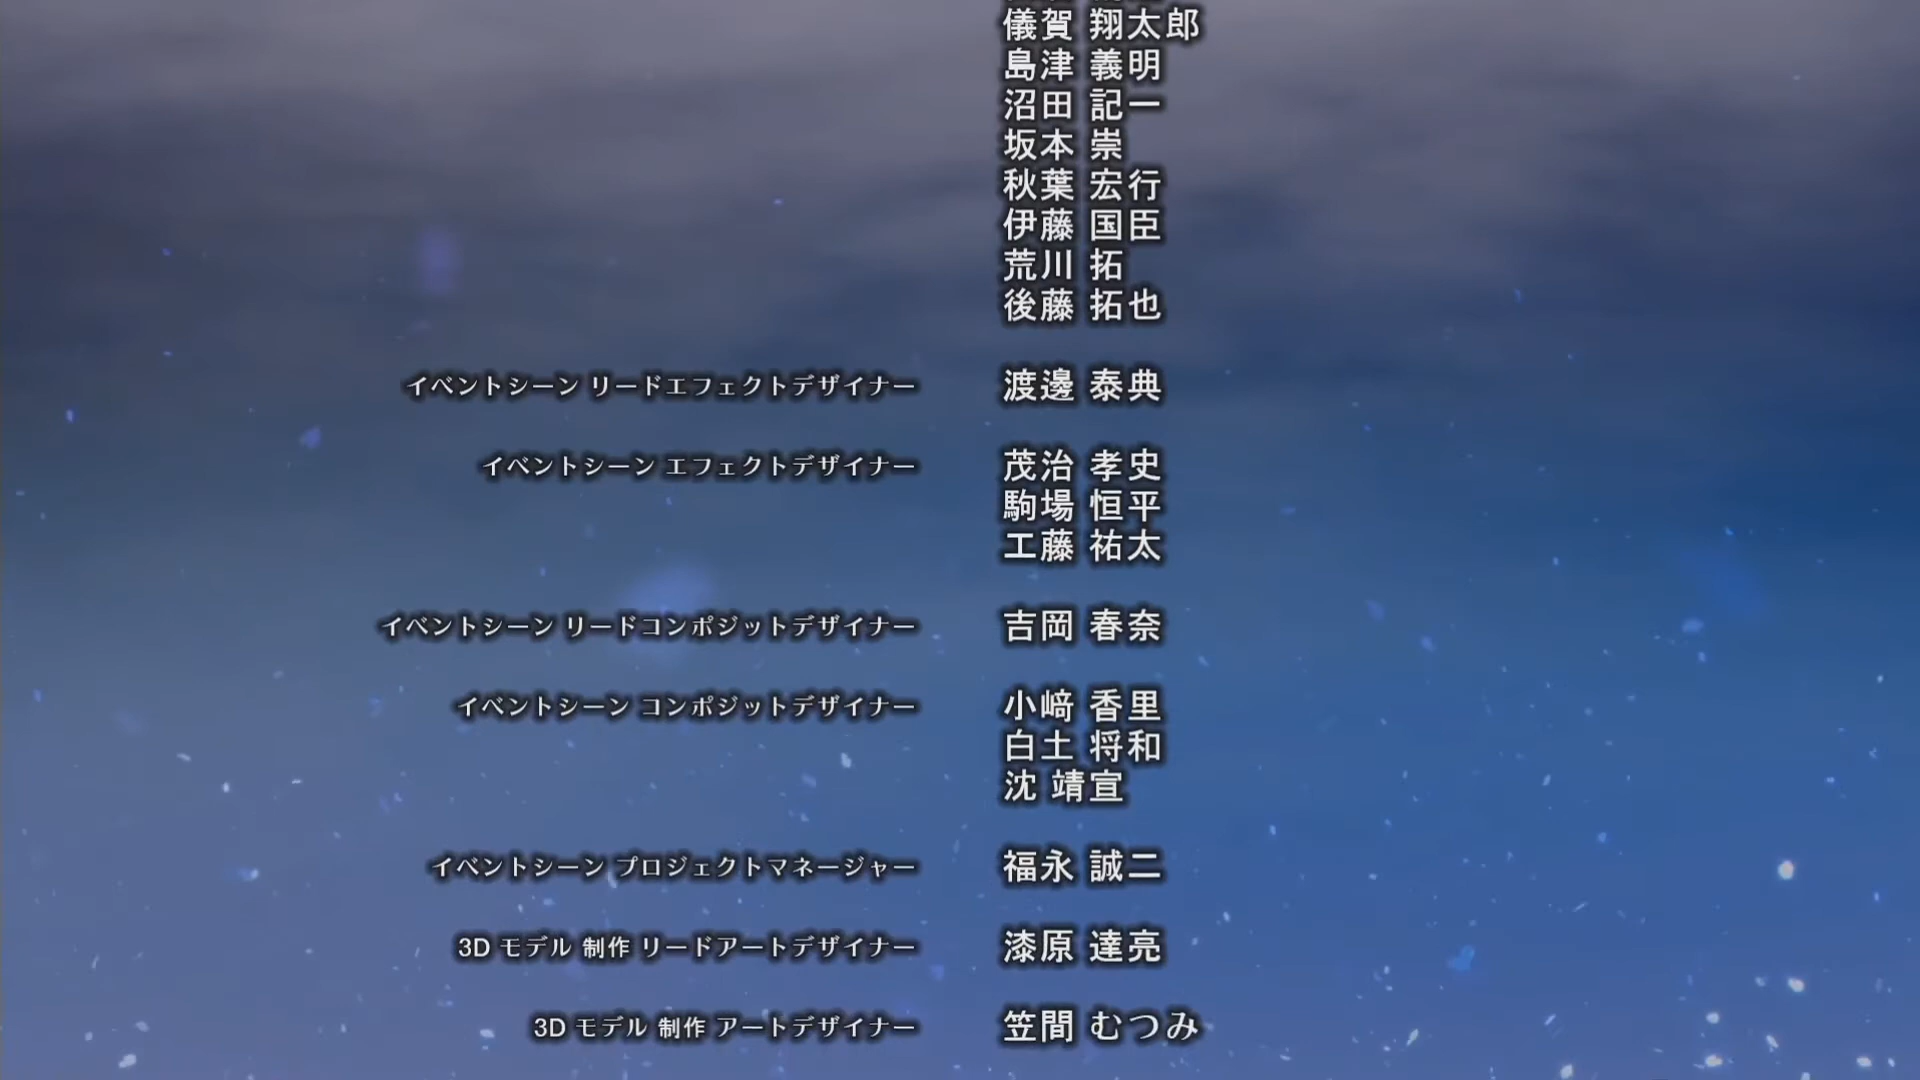 儀賀 翔太郎
島津 義明
沼田 記一
坂本 崇
秋葉 宏行
伊藤 国臣
荒川 拓
後藤 拓也
イベントシーン リードエフェクトデザイナー 渡邊 泰典
イベントシーン エフェクトデザイナー 茂治 孝史
駒場 恒平
工藤 祐太
イベントシーン リードコンポジットデザイナー 吉岡 春奈
イベントシーン コンポジットデザイナー 小﨑 香里
白土 将和
沈 靖宣
イベントシーン プロジェクトマネージャー 福永 誠二
3D モデル 制作 リードアートデザイナー 漆原 達亮
3D モデル 制作 アートデザイナー 笠間 むつみ